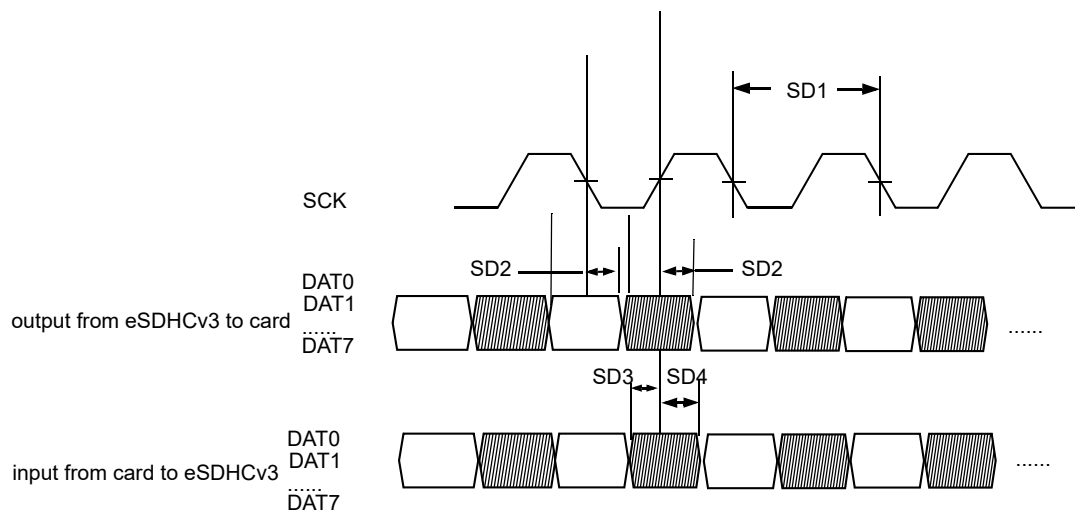 SD1
SCK
SD2 SD2
DAT0
DAT1
output from eSDHCv3 to card
......
......
DAT7
SD3 SD4
DAT0
DAT1
input from card to eSDHCv3
......
......
DAT7